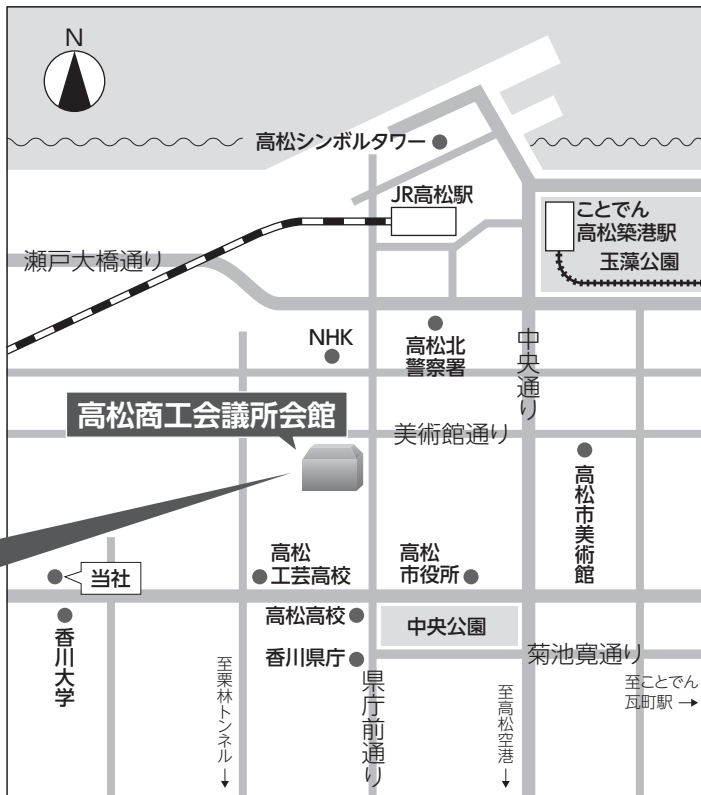 N
高松シンボルタワー
JR高松駅
ことでん
高松築港駅
玉藻公園
瀬戸大橋通り
NHK
高松北
警察署
中央通り
高松商工会議所会館
美術館通り
高松市美術館
当社
高松
工芸高校
高松
市役所
香川大学
高松高校
中央公園
香川県庁
菊池寛通り
至栗林トンネル
県庁前通り
至高松空港
至ことでん
瓦町駅→